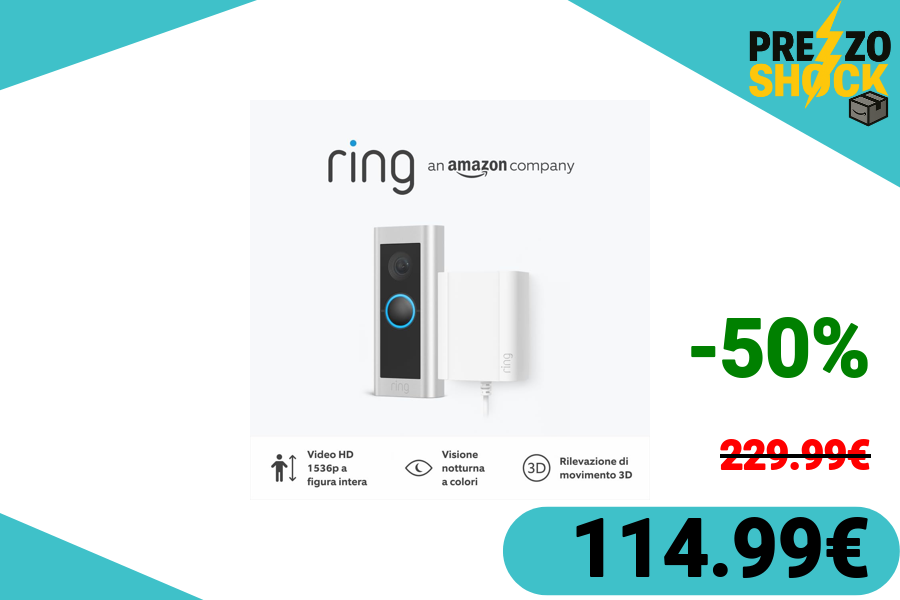 PREZZO
SHOCK
ring an amazon company
ring
ring
Video HD
1536p a
figura intera
Visione
notturna
a colori
3D
Rilevazione di
movimento 3D
-50%
229.99€
114.99€